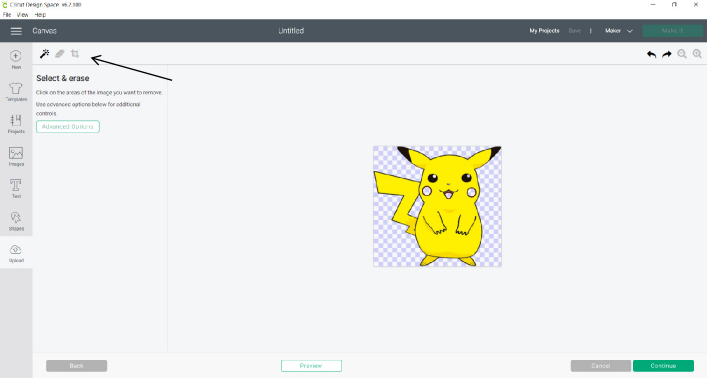 Cricut Design Space v6.7.100
File View Help
Canvas
Untitled
My Projects Save | Maker Make It
New
Templates
Projects
Images
Text
Shapes
Upload
Select & erase
Click on the areas of the image you want to remove.
Use advanced options below for additional
controls.
Advanced Options
Back
Preview
Cancel
Continue